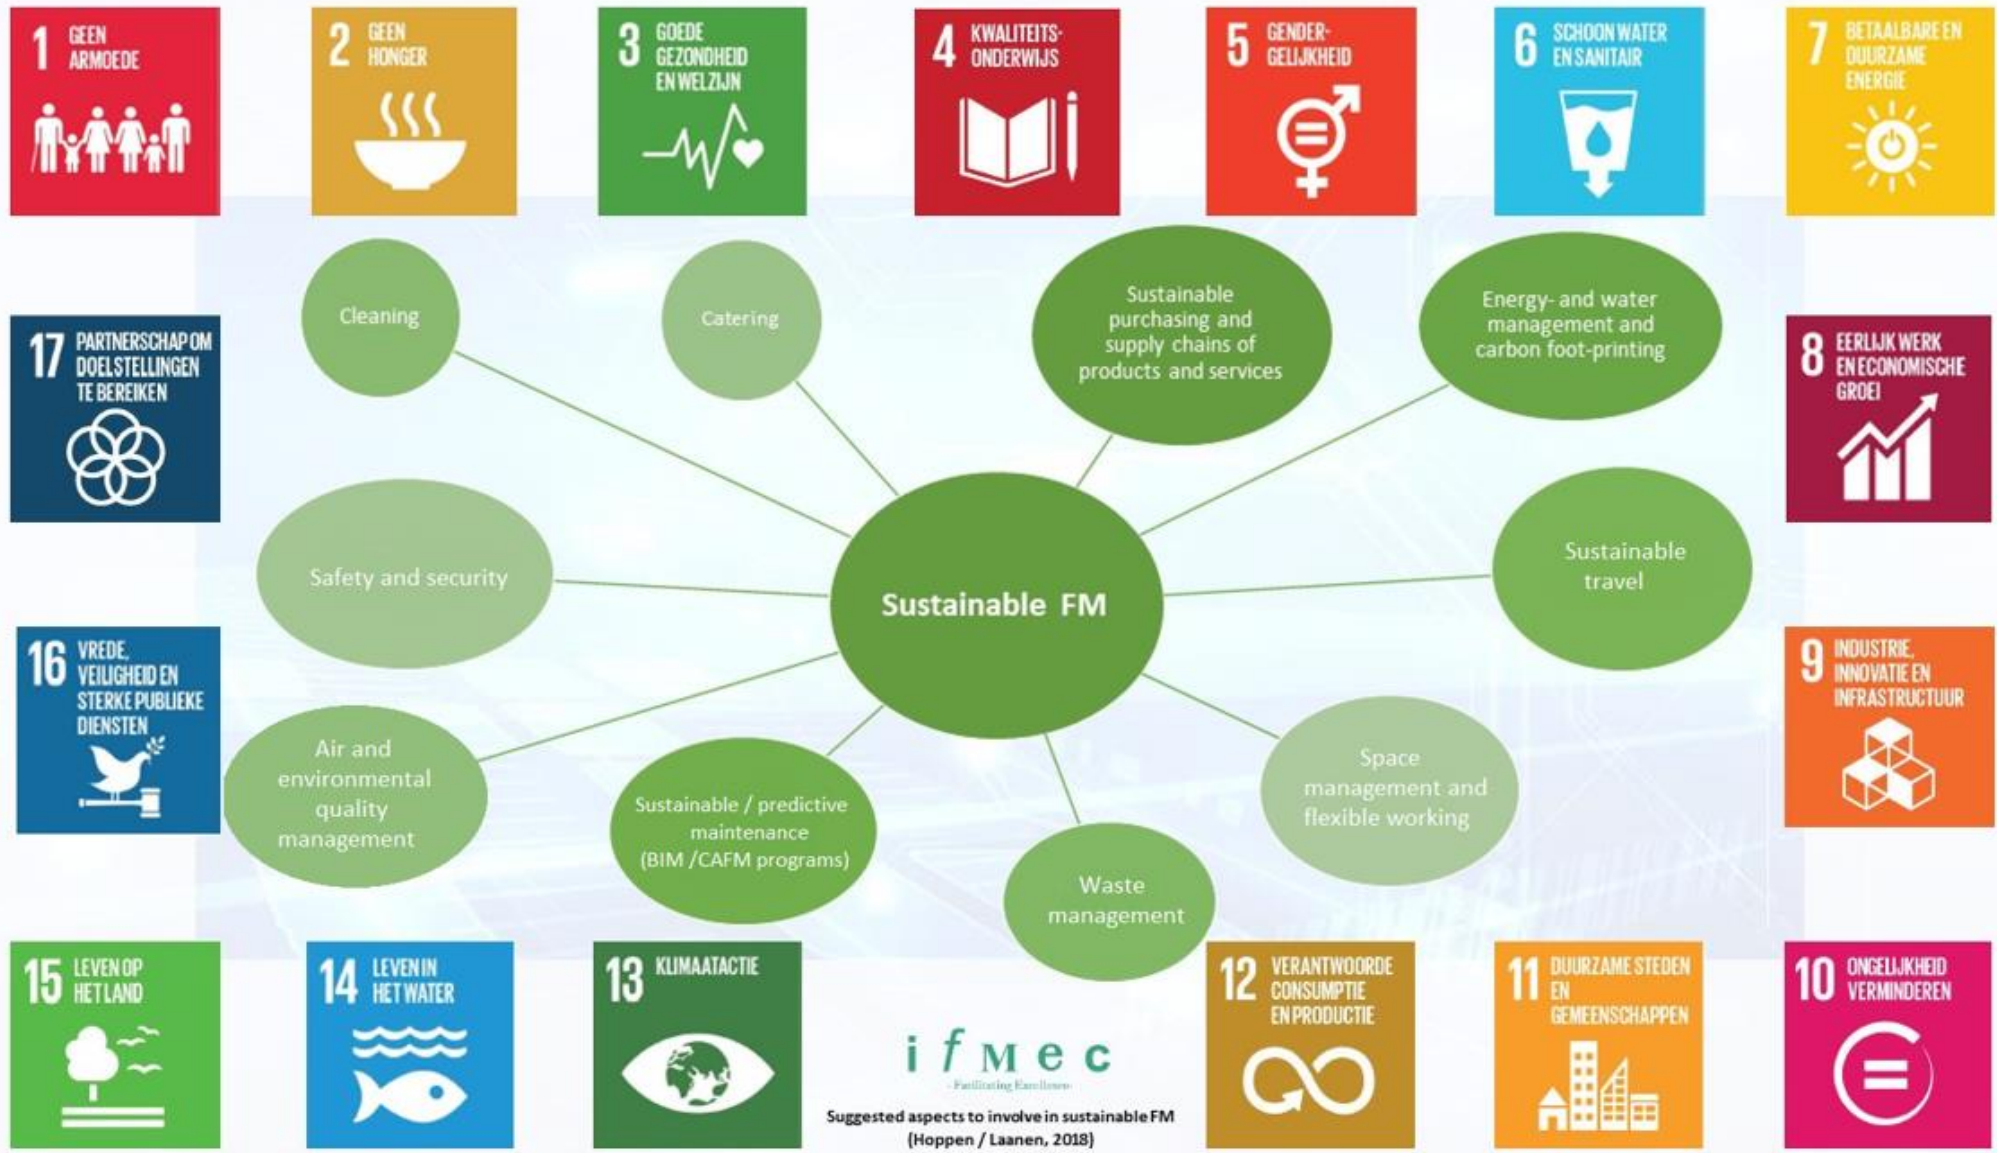 1 GEEN
ARMOEDE
2 GEEN
HONGER
3 GOEDE
GEZONDHEID
EN WELZIJN
4 KWALITEITS-
ONDERWIJS
5 GENDER-
GELIJKHEID
6 SCHOON WATER
EN SANITAIR
7 BETAALBARE EN
DUURZAME
ENERGIE
Cleaning
Catering
Sustainable
purchasing and
supply chains of
products and services
Energy- and water
management and
carbon foot-printing
17 PARTNERSCHAP OM
DOELSTELLINGEN
TE BEREIKEN
8 EERLIJK WERK
EN ECONOMISCHE
GROEI
Safety and security
Sustainable FM
Sustainable
travel
16 VREDE,
VEILIGHEID EN
STERKE PUBLIEKE
DIENSTEN
9 INDUSTRIE,
INNOVATIE EN
INFRASTRUCTUUR
Air and
environmental
quality
management
Sustainable / predictive
maintenance
(BIM /CAFM programs)
Waste
management
Space
management and
flexible working
15 LEVEN OP
HET LAND
14 LEVEN IN
HET WATER
13 KLIMAATACTIE
12 VERANTWOORDE
CONSUMPTIE
EN PRODUCTIE
11 DUURZAME STEDEN
EN
GEMEENSCHAPPEN
10 ONGELIJKHEID
VERMINDEREN
ifMec
- Facilitating Excellence-
Suggested aspects to involve in sustainable FM
(Hoppen / Laanen, 2018)